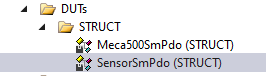 DUTs
STRUCT
Meca500SmPdo (STRUCT)
SensorSmPdo (STRUCT)